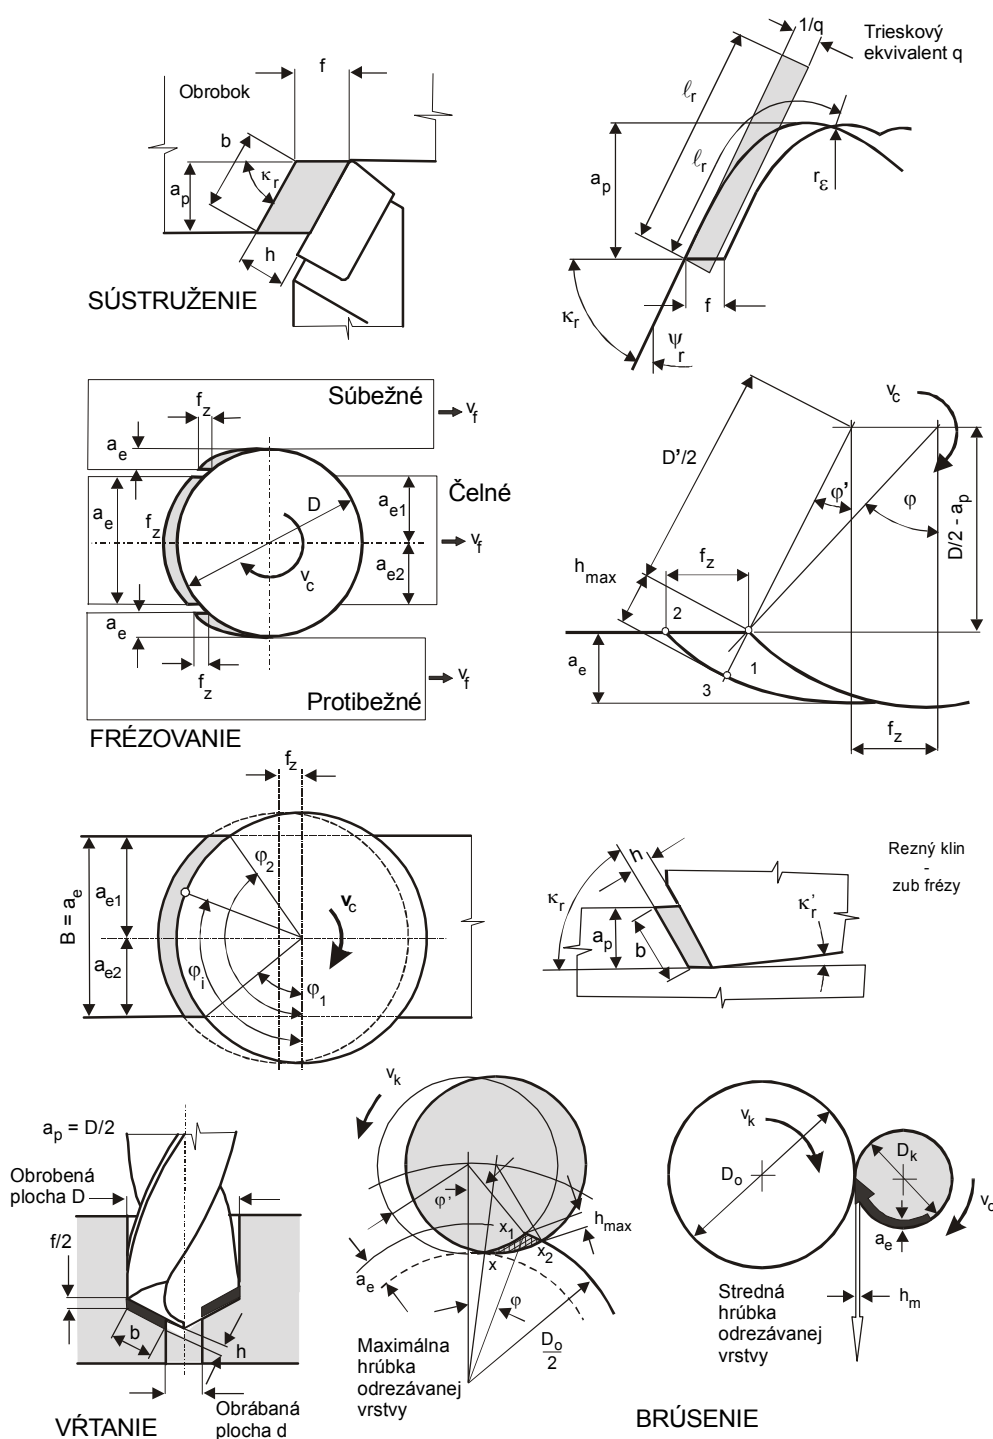 f
Obrobok
b
κr
ap
h
SÚSTRUŽENIE
1/q
Trieskový
ekvivalent q
ℓr
ℓr
ap
rε
κr
f
ψr
Súbežné
fz
vf
ae
Čelné
ae
fz
D
ae1
vf
ae2
vc
ae
fz
vf
Protibežné
FRÉZOVANIE
vc
D'/2
φ'
φ
D/2 - ap
hmax
fz
2
1
ae
3
fz
fz
B = ae
ae1
ae2
φ2
vc
φi
φ1
Rezný klin
-
zub frézy
h
κr
κr'
ap
b
ap = D/2
Obrobená
plocha D
f/2
b
h
Obrábaná
plocha d
VŔTANIE
vk
φ'
x1
hmax
x
x2
ae
φ
Do
2
Maximálna
hrúbka
odrezávanej
vrstvy
vk
Do
Dk
vc
ae
Stredná
hrúbka
odrezávanej
vrstvy
hm
BRÚSENIE